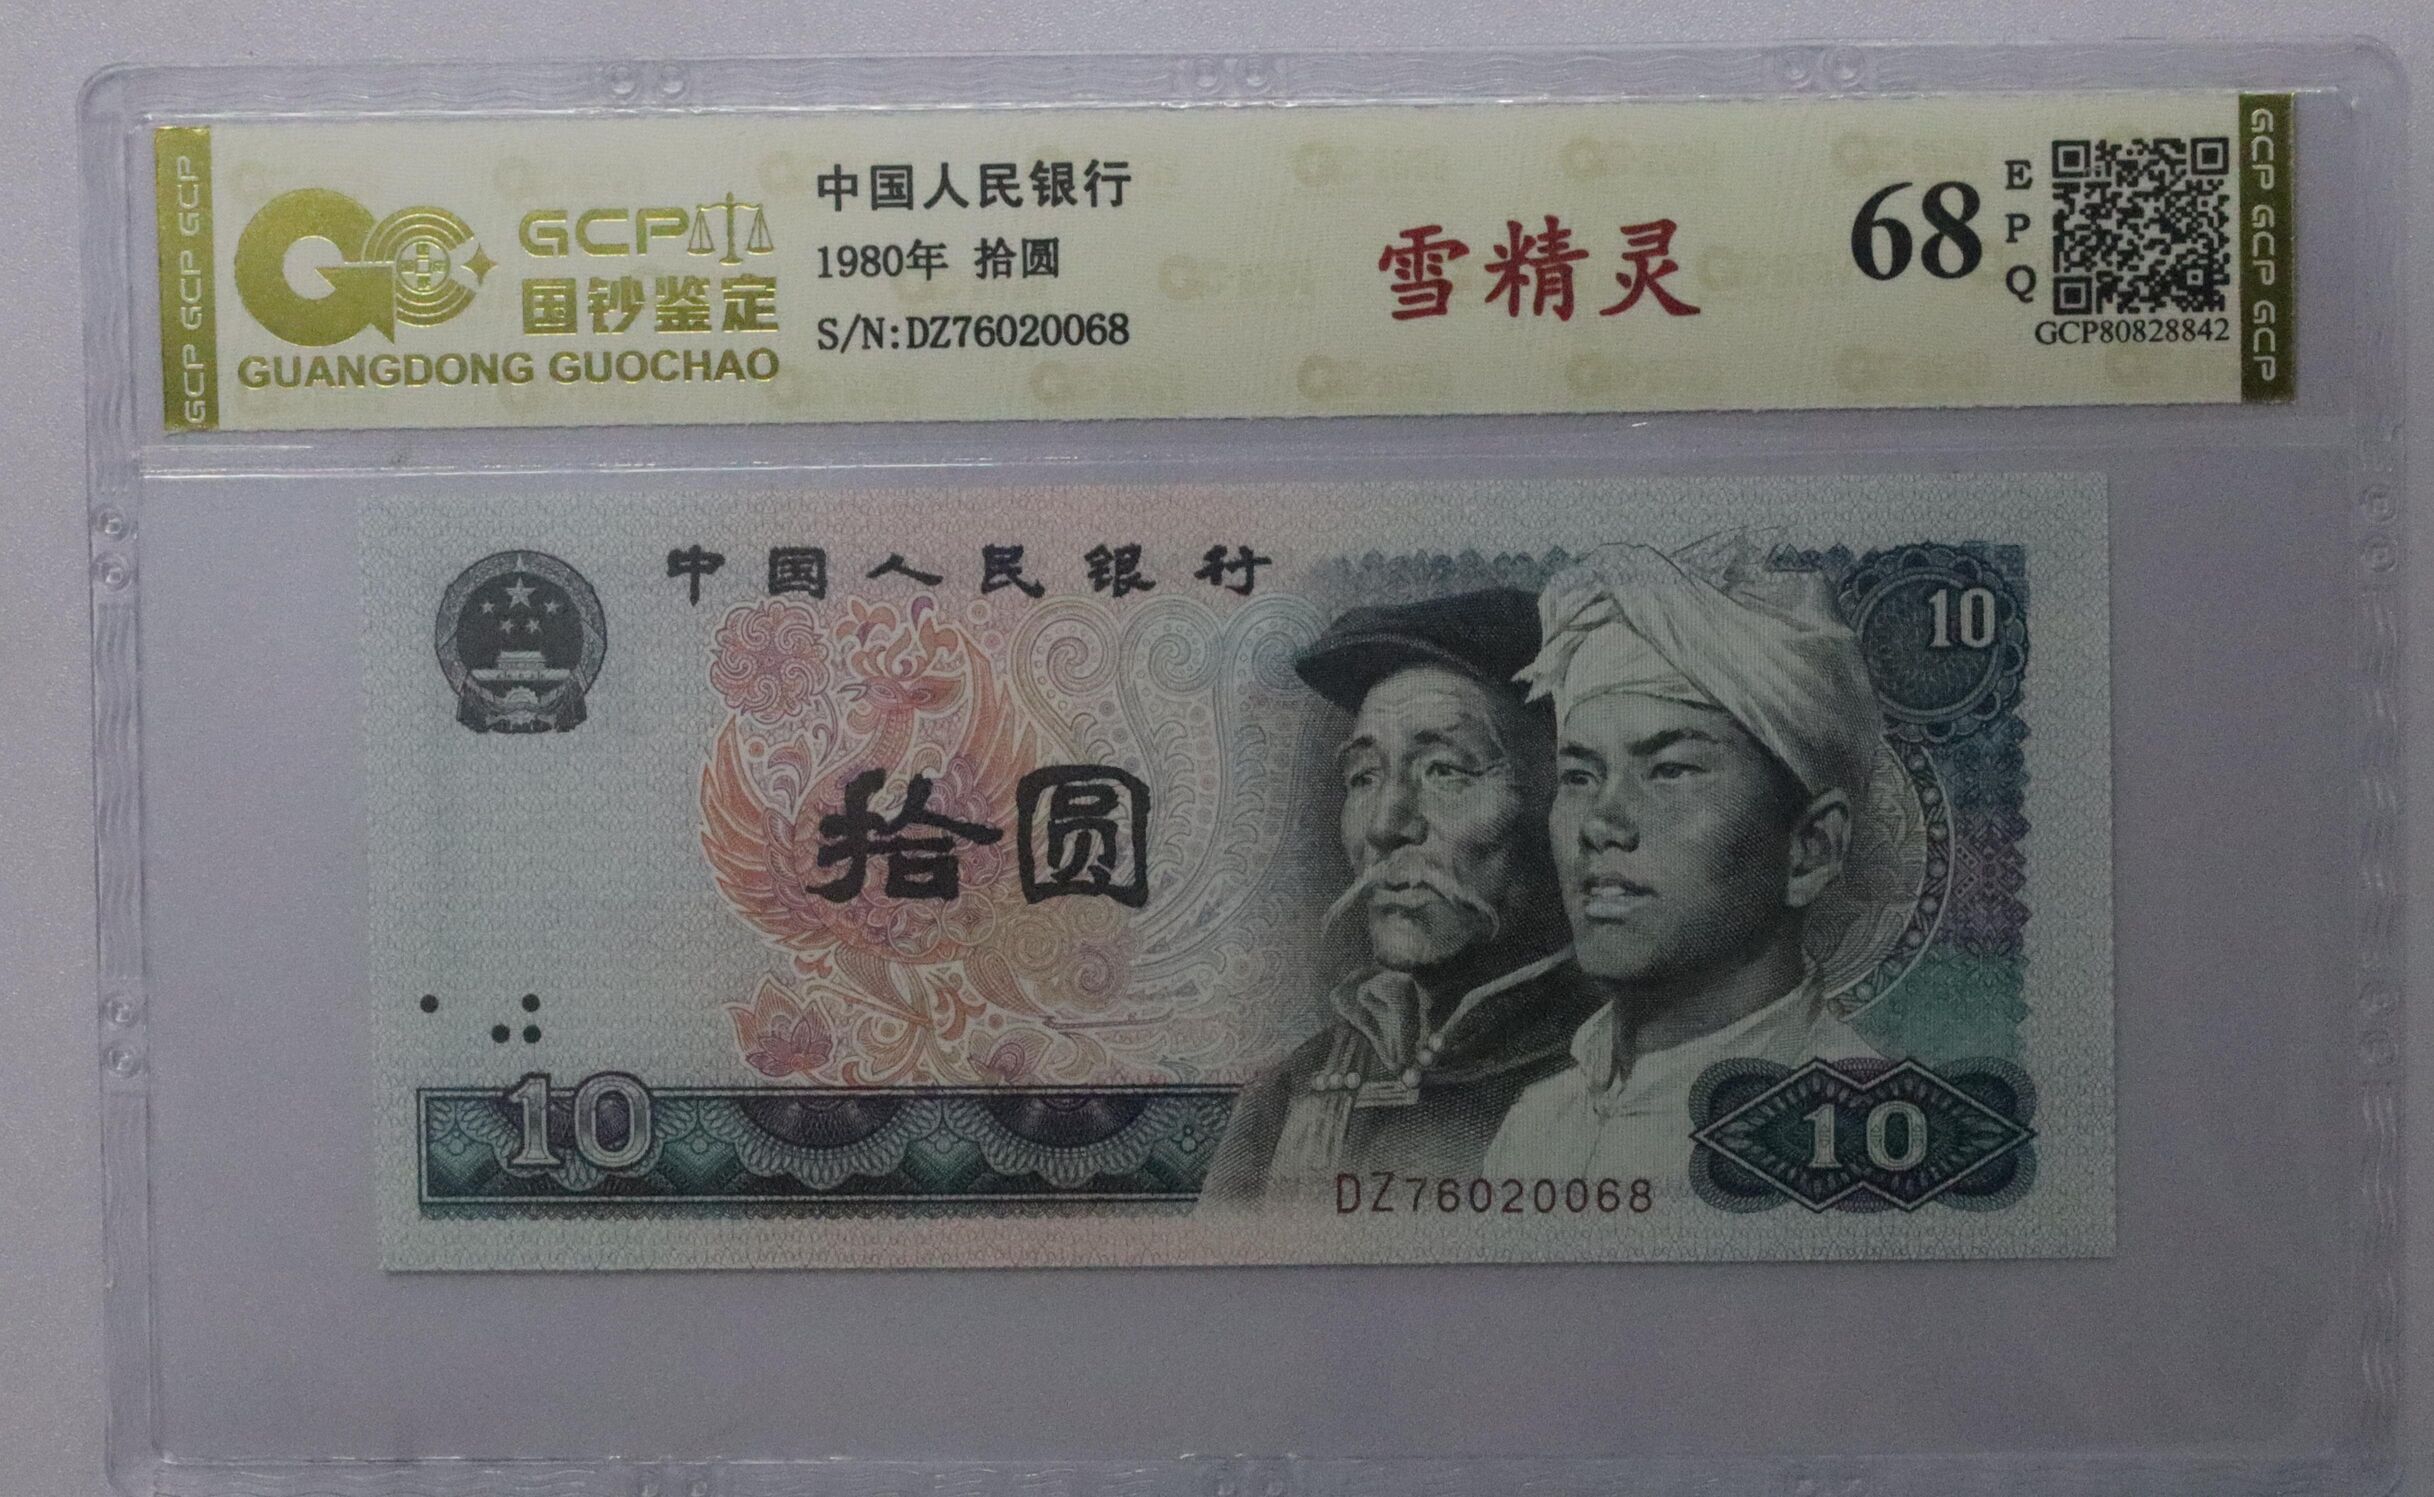 GCP GCP GCP
GCP
国钞鉴定
GUANGDONG GUOCHAO
中国人民银行
1980年 拾圆
S/N:DZ76020068
雪精灵
68
EPQ
GCP80828842
GCP GCP GCP
中国人民银行
10
拾圆
10
10
DZ76020068